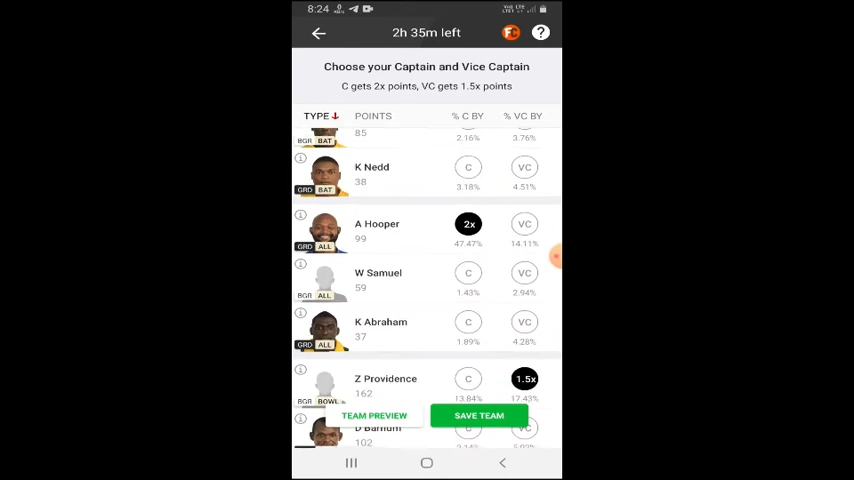 8:24
2h 35m left
FC
?
Choose your Captain and Vice Captain
C gets 2x points, VC gets 1.5x points
TYPE POINTS % C BY % VC BY
85 2.16% 3.76%
BGR BAT
K Nedd C VC
38 3.18% 4.51%
GRD BAT
A Hooper 2x VC
99 47.47% 14.11%
GRD ALL
W Samuel C VC
59 1.43% 2.94%
BGR ALL
K Abraham C VC
37 1.89% 4.28%
GRD ALL
Z Providence C 1.5x
162 13.84% 17.43%
BGR BOWL
TEAM PREVIEW SAVE TEAM
D Barnum C VC
102